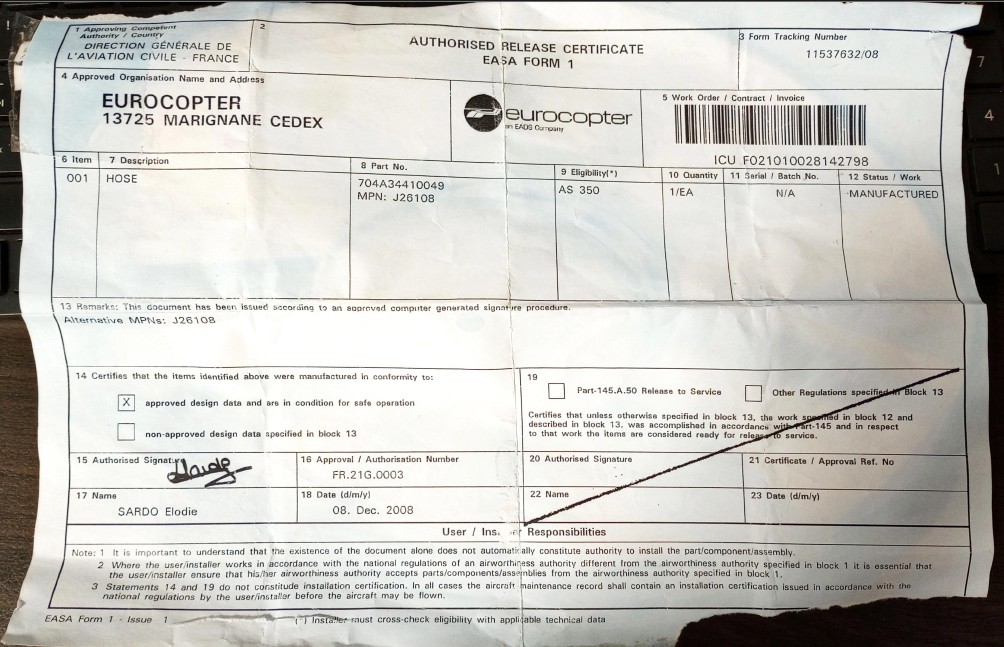 1 Approving Competent
Authority / Country
DIRECTION GÉNÉRALE DE
L'AVIATION CIVILE - FRANCE
2
AUTHORISED RELEASE CERTIFICATE
EASA FORM 1
3 Form Tracking Number
11537632/08
4 Approved Organisation Name and Address
EUROCOPTER
13725 MARIGNANE CEDEX
eurocopter
an EADS Company
5 Work Order / Contract / Invoice
ICU F021010028142798
6 Item
7 Description
8 Part No.
9 Eligibility(*)
10 Quantity
11 Serial / Batch No.
12 Status / Work
001
HOSE
704A34410049
MPN: J26108
AS 350
1/EA
N/A
MANUFACTURED
13 Remarks: This document has been issued according to an approved computer generated signature procedure.
Alternative MPNs: J26108
14 Certifies that the items identified above were manufactured in conformity to:
X approved design data and are in condition for safe operation
non-approved design data specified in block 13
19
Part-145.A.50 Release to Service
Other Regulations specified in Block 13
Certifies that unless otherwise specified in block 13, the work specified in block 12 and
described in block 13, was accomplished in accordance with Part-145 and in respect
to that work the items are considered ready for release to service.
15 Authorised Signature
16 Approval / Authorisation Number
FR.21G.0003
20 Authorised Signature
21 Certificate / Approval Ref. No
17 Name
SARDO Elodie
18 Date (d/m/y)
08. Dec. 2008
22 Name
23 Date (d/m/y)
User / Ins er Responsibilities
Note: 1 It is important to understand that the existence of the document alone does not automatically constitute authority to install the part/component/assembly.
2 Where the user/installer works in accordance with the national regulations of an airworthiness authority different from the airworthiness authority specified in block 1 it is essential that
the user/installer ensure that his/her airworthiness authority accepts parts/components/assemblies from the airworthiness authority specified in block 1.
3 Statements 14 and 19 do not constitute installation certification. In all cases the aircraft maintenance record shall contain an installation certification issued in accordance with the
national regulations by the user/installer before the aircraft may be flown.
EASA Form 1 - Issue 1
(*) Installer must cross-check eligibility with applicable technical data